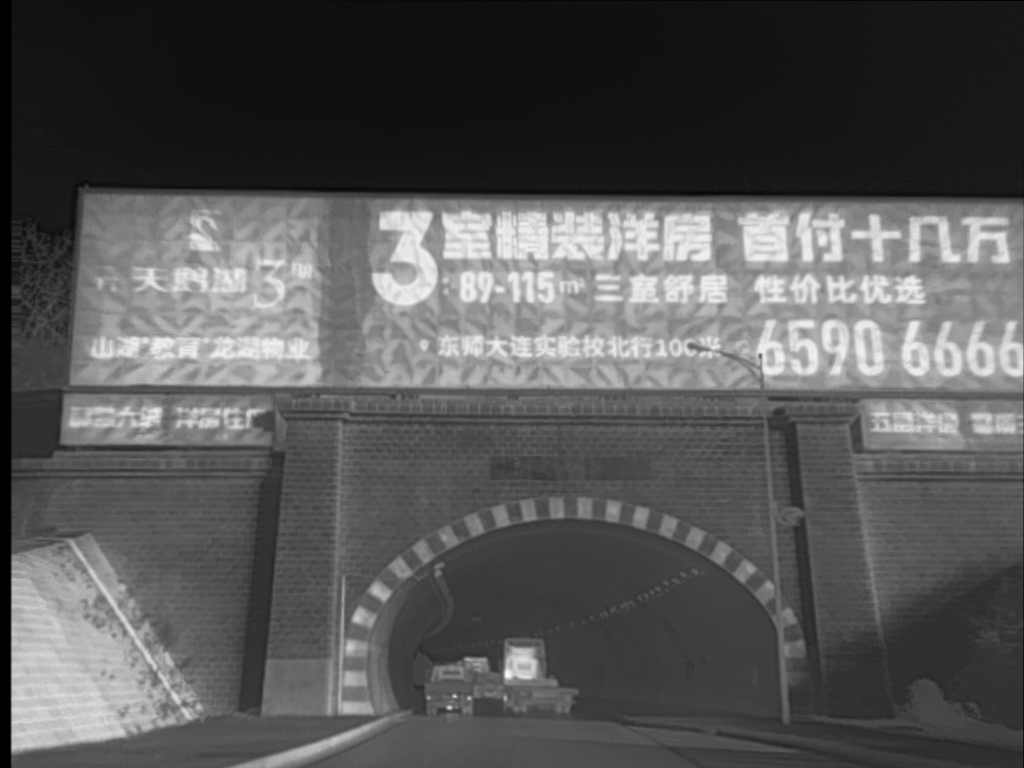 天鹅湖3期
山湖"教育"龙湖物业
3室精装洋房 首付十几万
:89-115㎡ 三室舒居 性价比优选
东师大连实验校北行100米
6590 6666